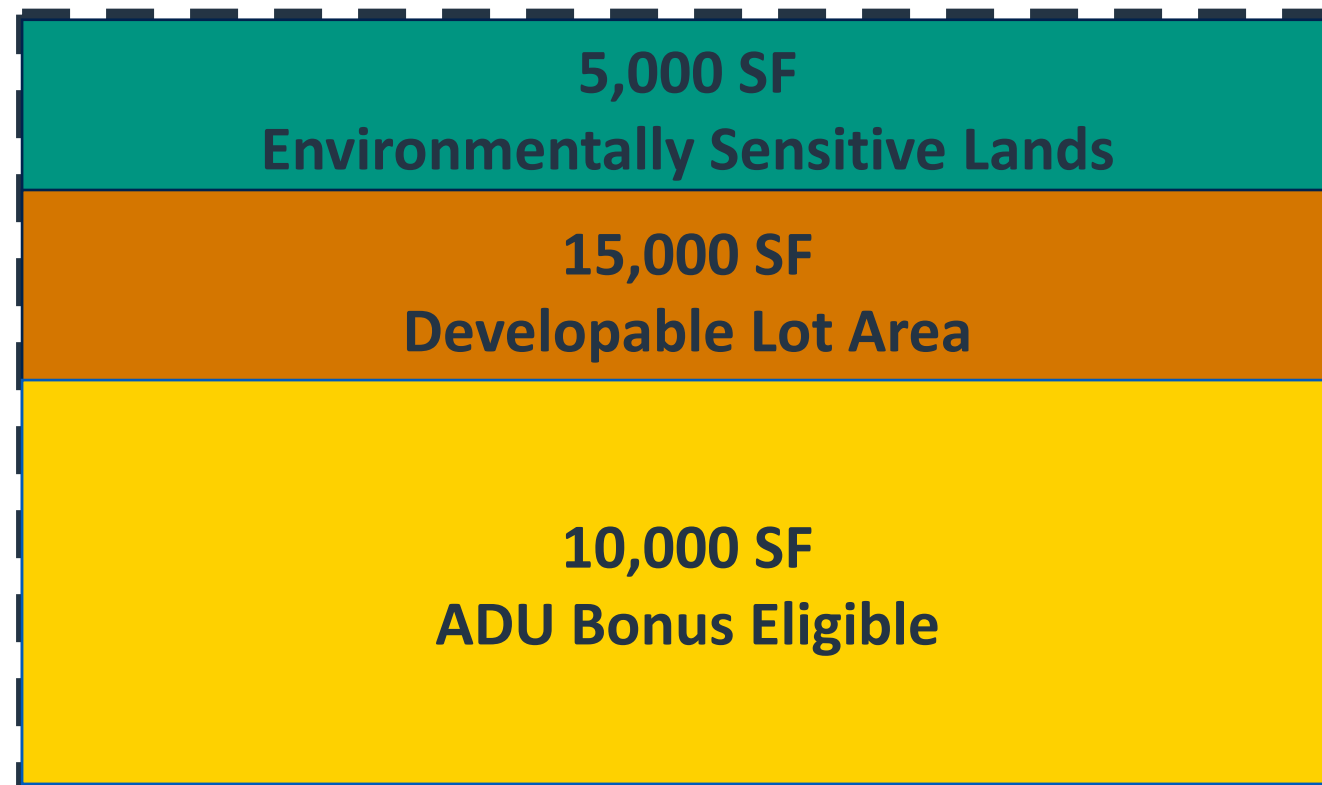 5,000 SF
Environmentally Sensitive Lands
15,000 SF
Developable Lot Area
10,000 SF
ADU Bonus Eligible